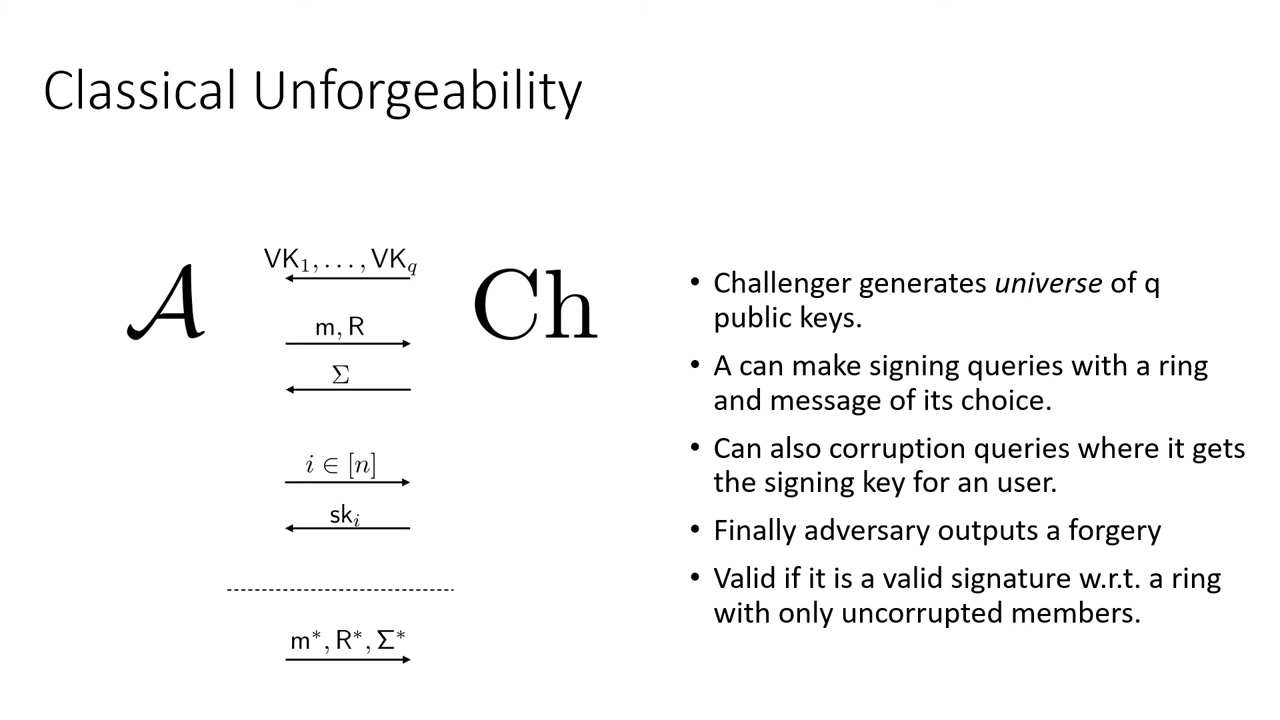 Classical Unforgeability
𝒜
VK₁, . . . , VK_q
m, R
Σ
i ∈ [n]
sk_i
m*, R*, Σ*
Ch
• Challenger generates universe of q
public keys.
• A can make signing queries with a ring
and message of its choice.
• Can also corruption queries where it gets
the signing key for an user.
• Finally adversary outputs a forgery
• Valid if it is a valid signature w.r.t. a ring
with only uncorrupted members.